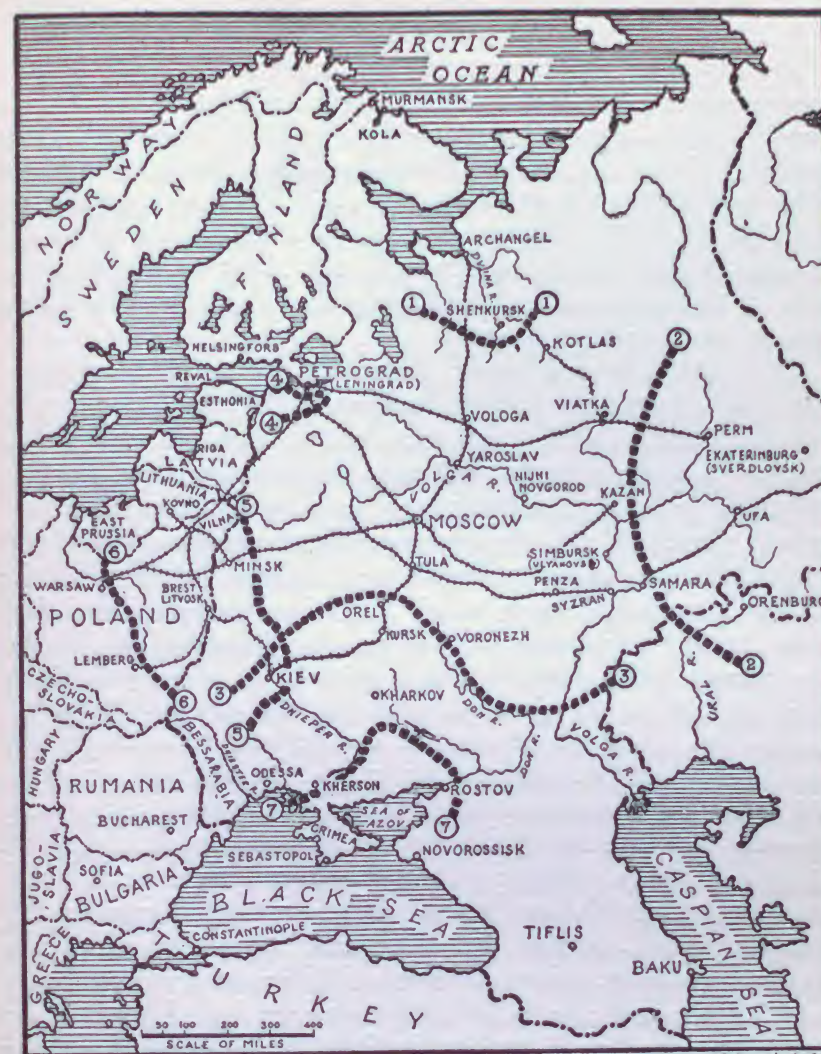 ARCTIC
OCEAN
MURMANSK
KOLA
NORWAY
SWEDEN
FINLAND
ARCHANGEL
DVINA R.
1
SHENKURSK
1
KOTLAS
2
HELSINGFORS
PETROGRAD
(LENINGRAD)
4
REVAL
ESTHONIA
4
VOLOGA
VIATKA
PERM
RIGA
LATVIA
YAROSLAV
EKATERINBURG
(SVERDLOVSK)
LITHUANIA
VOLGA R.
NIJNI
NOVGOROD
KOVNO
KAZAN
VILNA
5
MOSCOW
UFA
EAST
PRUSSIA
6
MINSK
TULA
SIMBURSK
(ULYANOVSK)
PENZA
SAMARA
WARSAW
BREST
LITVOSK
SYZRAN
ORENBURG
POLAND
OREL
KURSK
VORONEZH
LEMBERG
KIEV
2
3
3
URAL R.
CZECHO-
SLOVAKIA
6
KHARKOV
DON R.
5
DNIEPER R.
DON R.
VOLGA R.
HUNGARY
BESSARABIA
DNIESTER R.
RUMANIA
ODESSA
KHERSON
ROSTOV
7
SEA OF
AZOV
7
BUCHAREST
CRIMEA
JUGO-
SLAVIA
SEBASTOPOL
NOVOROSSISK
SOFIA
BULGARIA
BLACK SEA
CASPIAN
SEA
CONSTANTINOPLE
TIFLIS
GREECE
TURKEY
BAKU
50 100 200 300 400
SCALE OF MILES